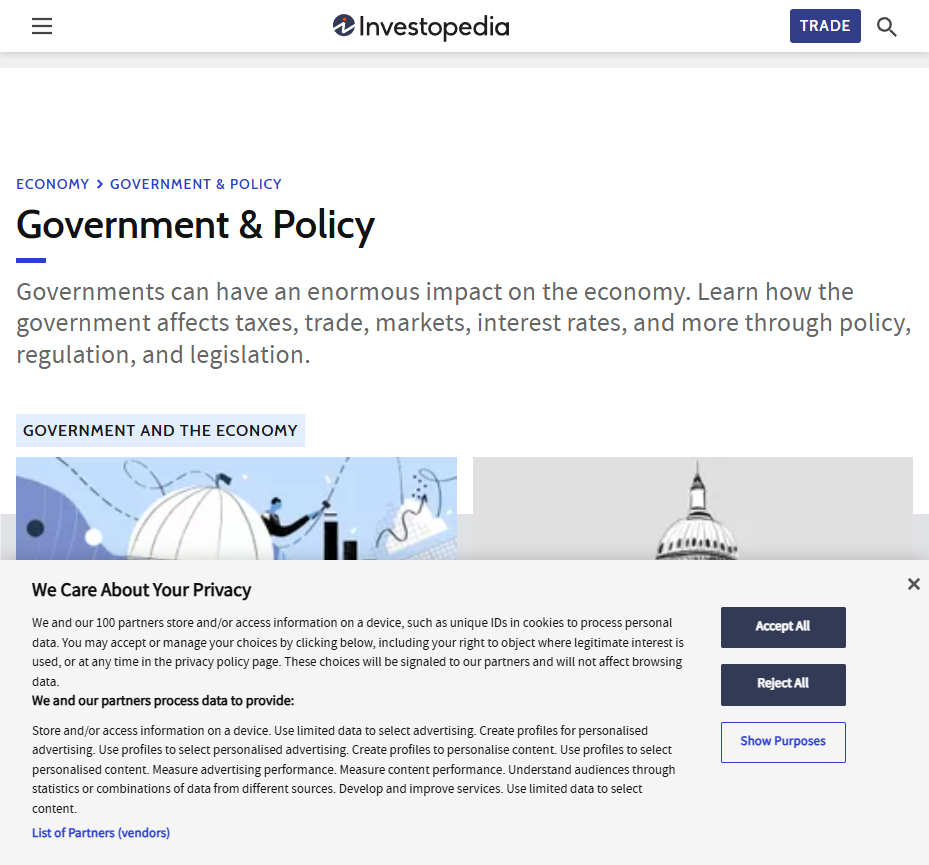 Investopedia
TRADE
ECONOMY > GOVERNMENT & POLICY
Government & Policy
Governments can have an enormous impact on the economy. Learn how the
government affects taxes, trade, markets, interest rates, and more through policy,
regulation, and legislation.
GOVERNMENT AND THE ECONOMY
We Care About Your Privacy
We and our 100 partners store and/or access information on a device, such as unique IDs in cookies to process personal
data. You may accept or manage your choices by clicking below, including your right to object where legitimate interest is
used, or at any time in the privacy policy page. These choices will be signaled to our partners and will not affect browsing
data.
We and our partners process data to provide:
Store and/or access information on a device. Use limited data to select advertising. Create profiles for personalised
advertising. Use profiles to select personalised advertising. Create profiles to personalise content. Use profiles to select
personalised content. Measure advertising performance. Measure content performance. Understand audiences through
statistics or combinations of data from different sources. Develop and improve services. Use limited data to select
content.
List of Partners (vendors)
Accept All
Reject All
Show Purposes